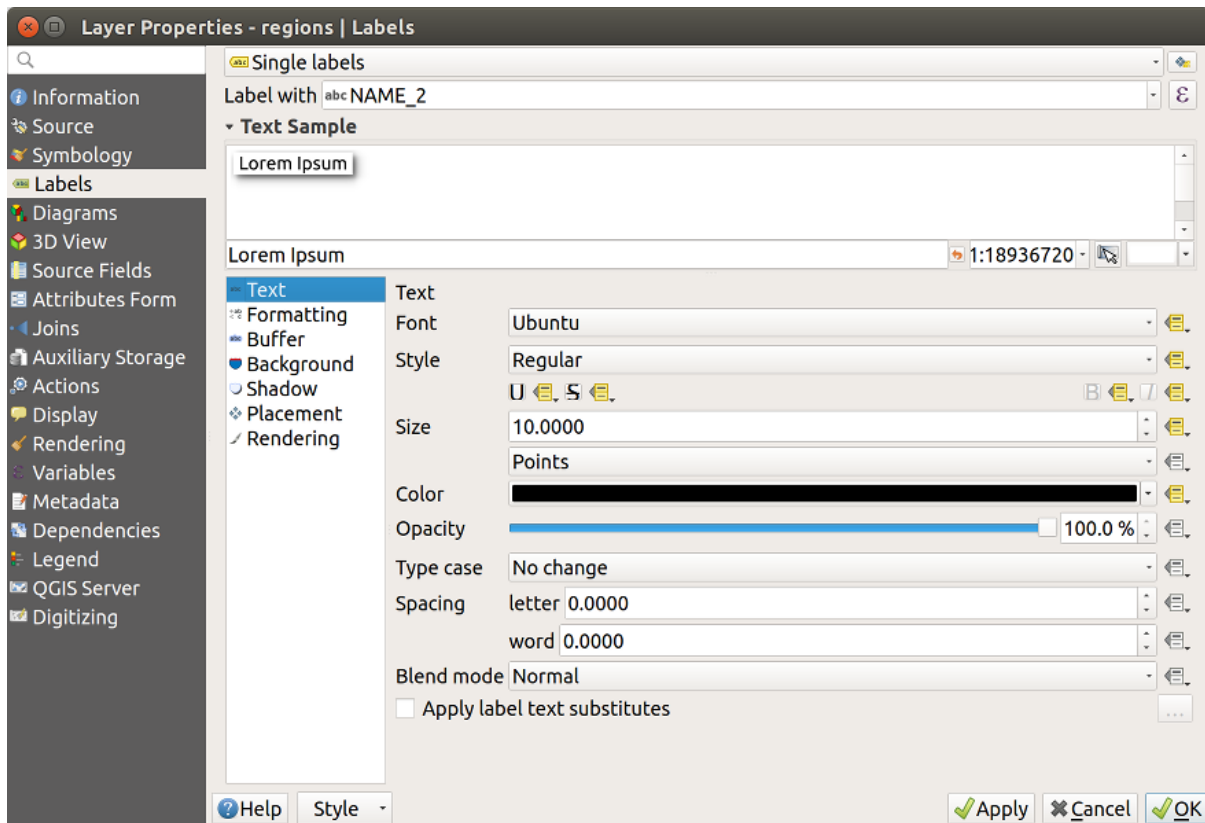 Layer Properties - regions | Labels
Information
Source
Symbology
Labels
Diagrams
3D View
Source Fields
Attributes Form
Joins
Auxiliary Storage
Actions
Display
Rendering
Variables
Metadata
Dependencies
Legend
QGIS Server
Digitizing
abc Single labels
Label with abc NAME_2 ε
Text Sample
Lorem Ipsum
Lorem Ipsum 1:18936720
Text
Formatting
Buffer
Background
Shadow
Placement
Rendering
Text
Font Ubuntu
Style Regular
U S B I
Size 10.0000
Points
Color
Opacity 100.0 %
Type case No change
Spacing letter 0.0000
word 0.0000
Blend mode Normal
Apply label text substitutes ...
Help Style Apply Cancel OK